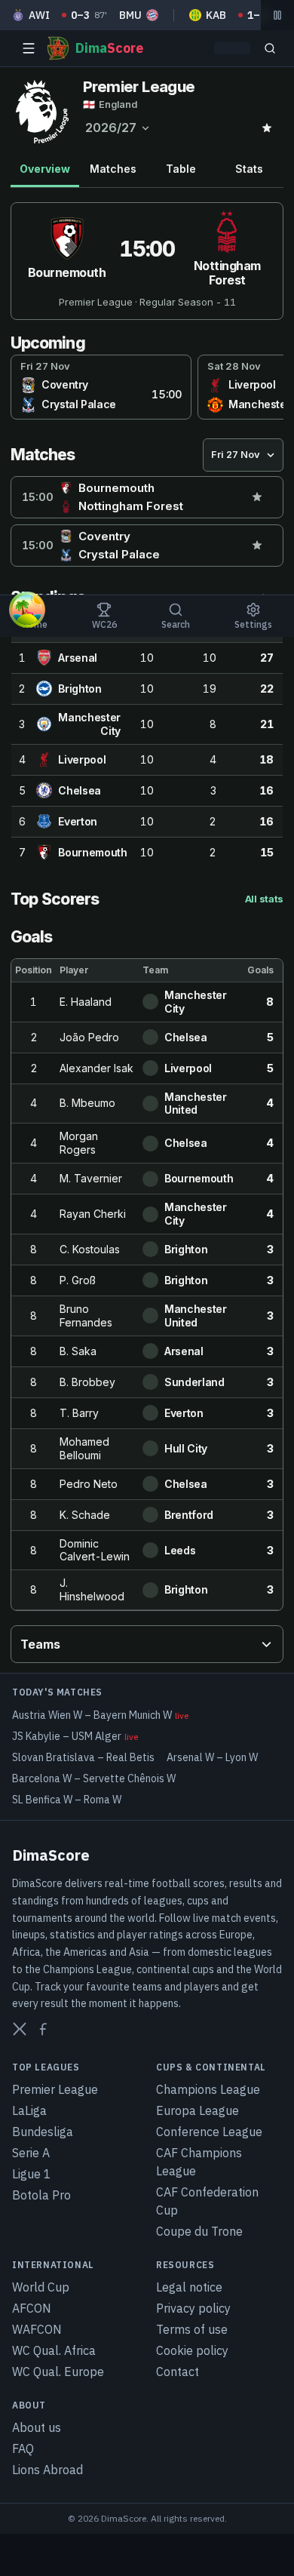 AWI 0–3 87' BMU KAB 1–
DimaScore
Premier League
England
2026/27
Overview Matches Table Stats
Bournemouth 15:00 Nottingham Forest
Premier League · Regular Season - 11
Upcoming
Fri 27 Nov
Coventry
Crystal Palace
15:00
Sat 28 Nov
Liverpool
Manchester
Matches
Fri 27 Nov
15:00 Bournemouth
Nottingham Forest
15:00 Coventry
Crystal Palace
WC26 Search Settings
1 Arsenal 10 10 27
2 Brighton 10 19 22
3 Manchester City 10 8 21
4 Liverpool 10 4 18
5 Chelsea 10 3 16
6 Everton 10 2 16
7 Bournemouth 10 2 15
Top Scorers
All stats
Goals
Position Player Team Goals
1 E. Haaland Manchester City 8
2 João Pedro Chelsea 5
2 Alexander Isak Liverpool 5
4 B. Mbeumo Manchester United 4
4 Morgan Rogers Chelsea 4
4 M. Tavernier Bournemouth 4
4 Rayan Cherki Manchester City 4
8 C. Kostoulas Brighton 3
8 P. Groß Brighton 3
8 Bruno Fernandes Manchester United 3
8 B. Saka Arsenal 3
8 B. Brobbey Sunderland 3
8 T. Barry Everton 3
8 Mohamed Belloumi Hull City 3
8 Pedro Neto Chelsea 3
8 K. Schade Brentford 3
8 Dominic Calvert-Lewin Leeds 3
8 J. Hinshelwood Brighton 3
Teams
TODAY'S MATCHES
Austria Wien W – Bayern Munich W live
JS Kabylie – USM Alger live
Slovan Bratislava – Real Betis Arsenal W – Lyon W
Barcelona W – Servette Chênois W
SL Benfica W – Roma W
DimaScore
DimaScore delivers real-time football scores, results and
standings from hundreds of leagues, cups and
tournaments around the world. Follow live match events,
lineups, statistics and player ratings across Europe,
Africa, the Americas and Asia — from domestic leagues
to the Champions League, continental cups and the World
Cup. Track your favourite teams and players and get
every result the moment it happens.
TOP LEAGUES
Premier League
LaLiga
Bundesliga
Serie A
Ligue 1
Botola Pro
CUPS & CONTINENTAL
Champions League
Europa League
Conference League
CAF Champions
League
CAF Confederation
Cup
Coupe du Trone
INTERNATIONAL
World Cup
AFCON
WAFCON
WC Qual. Africa
WC Qual. Europe
RESOURCES
Legal notice
Privacy policy
Terms of use
Cookie policy
Contact
ABOUT
About us
FAQ
Lions Abroad
© 2026 DimaScore. All rights reserved.